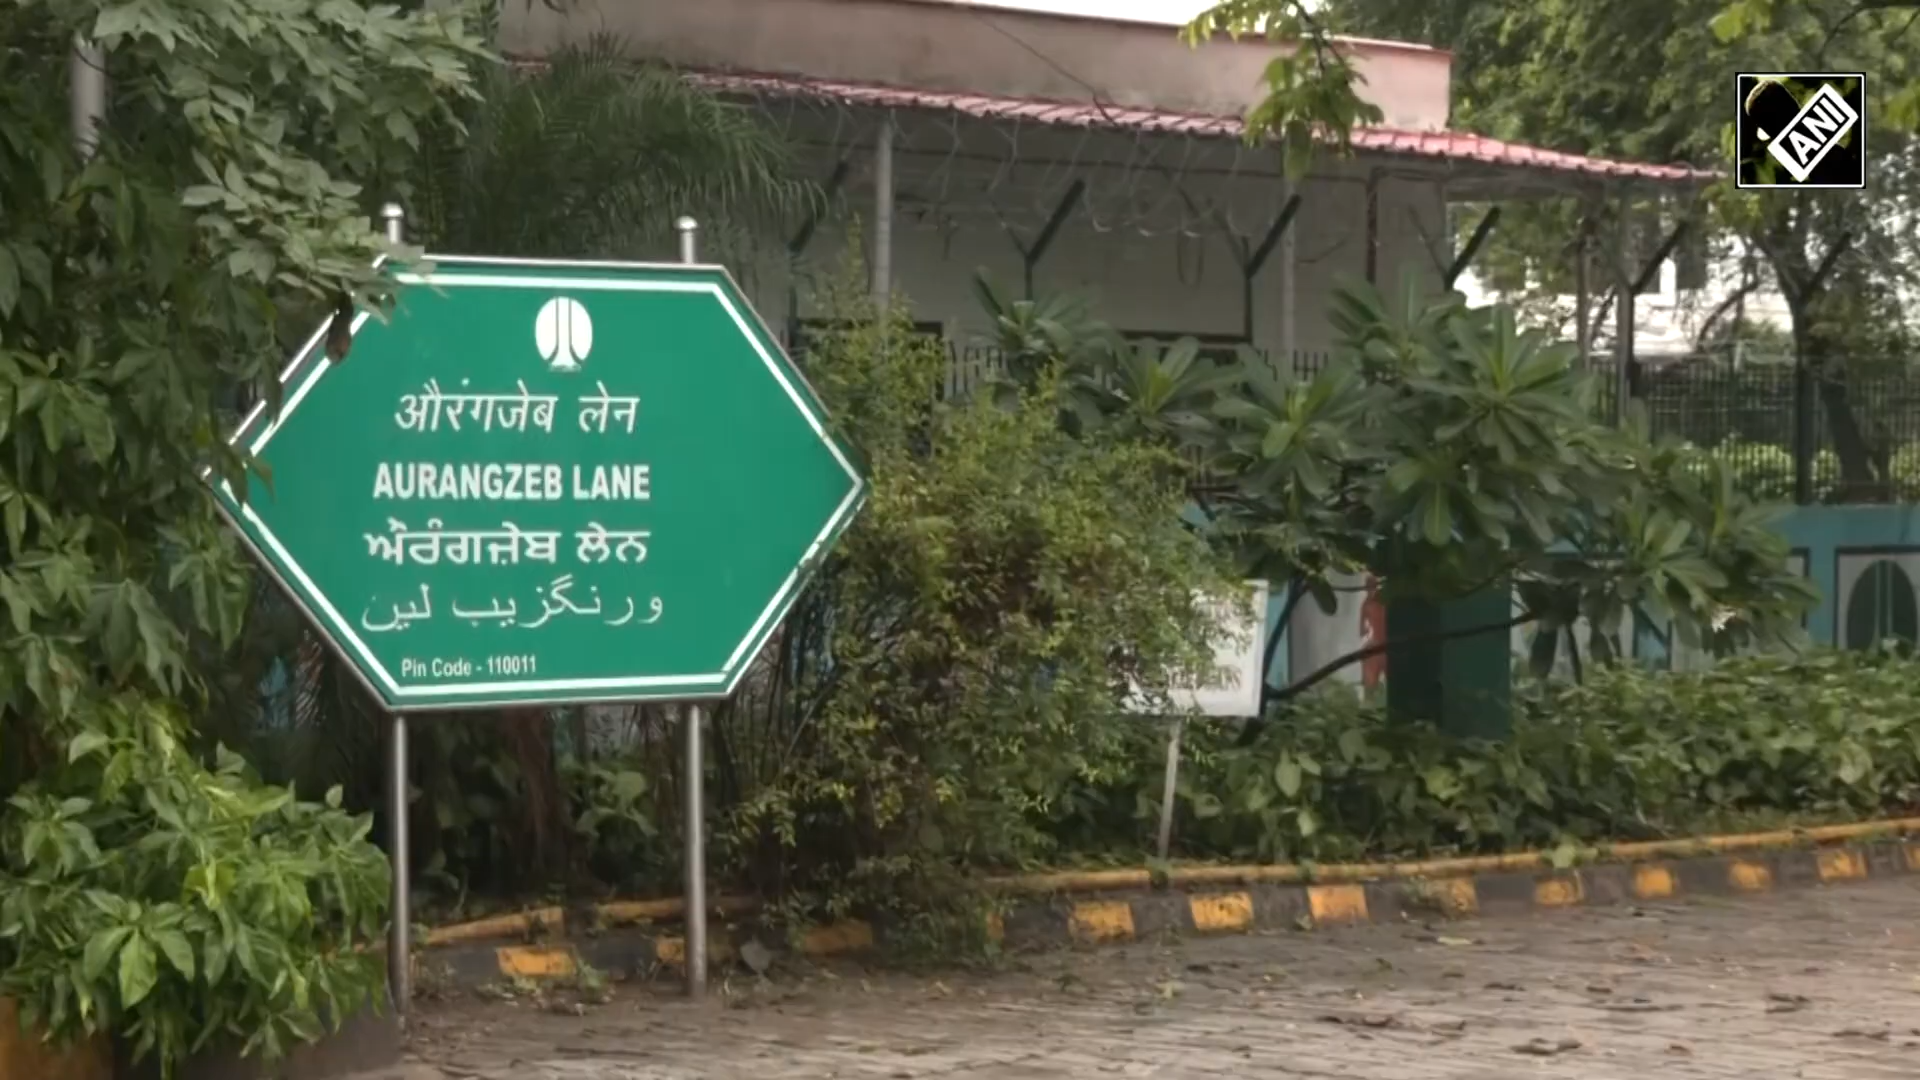 औरंगजेब लेन
AURANGZEB LANE
ਔਰੰਗਜ਼ੇਬ ਲੇਨ
ورنگزیب لین
Pin Code - 110011
ANI